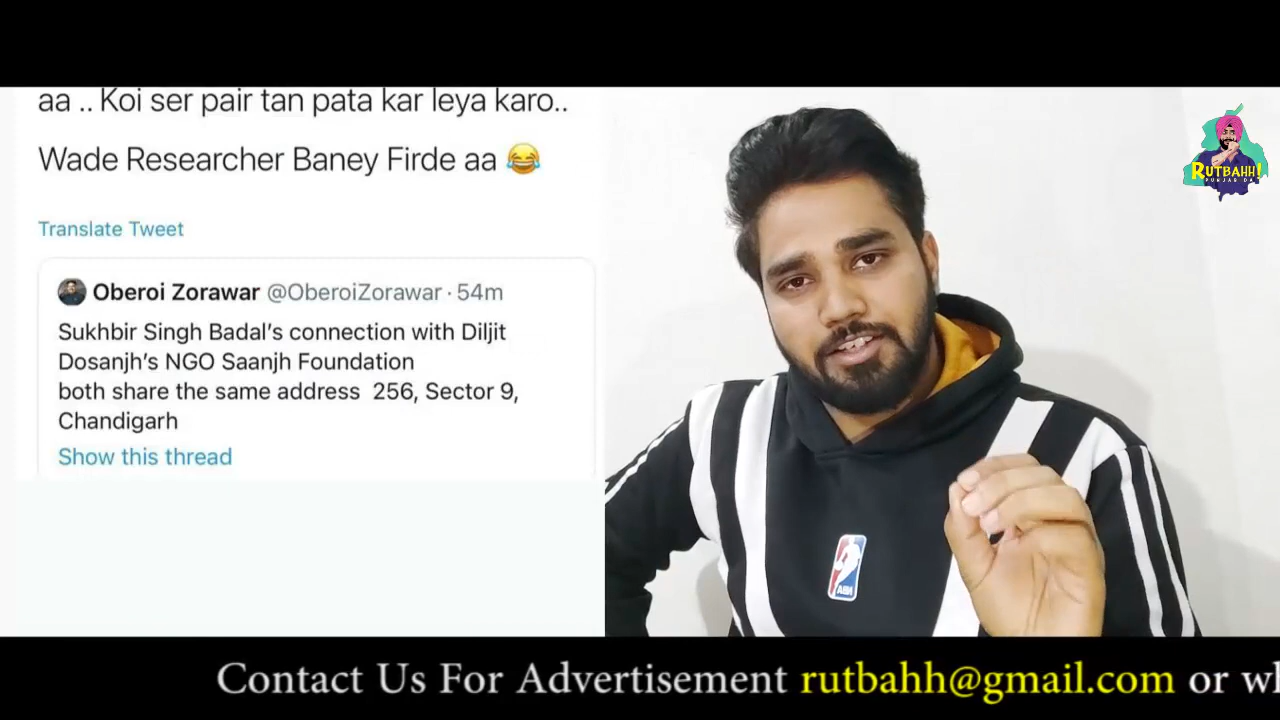 aa .. Koi ser pair tan pata kar leya karo..
Wade Researcher Baney Firde aa 😂
Translate Tweet
Oberoi Zorawar @OberoiZorawar · 54m
Sukhbir Singh Badal’s connection with Diljit
Dosanjh’s NGO Saanjh Foundation
both share the same address 256, Sector 9,
Chandigarh
Show this thread
RUTBAHH!
PUNJAB DA
Contact Us For Advertisement rutbahh@gmail.com or